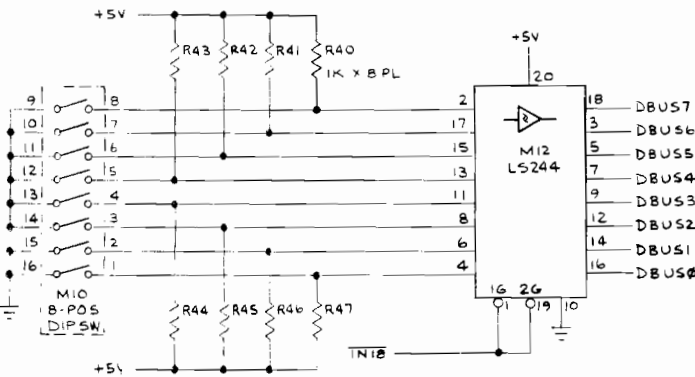 +5V
R43 R42 R41 R40
1K X 8 PL
+5V
20
9 8 2 18 DBUS7
10 7 17 3 DBUS6
11 6 15 5 DBUS5
12 5 13 7 DBUS4
13 4 11 9 DBUS3
14 3 8 12 DBUS2
15 2 6 14 DBUS1
16 1 4 16 DBUS0
M12
LS244
1G 2G
1 19 10
M10
8-POS
DIP SW.
R44 R45 R46 R47
IN18
+5V